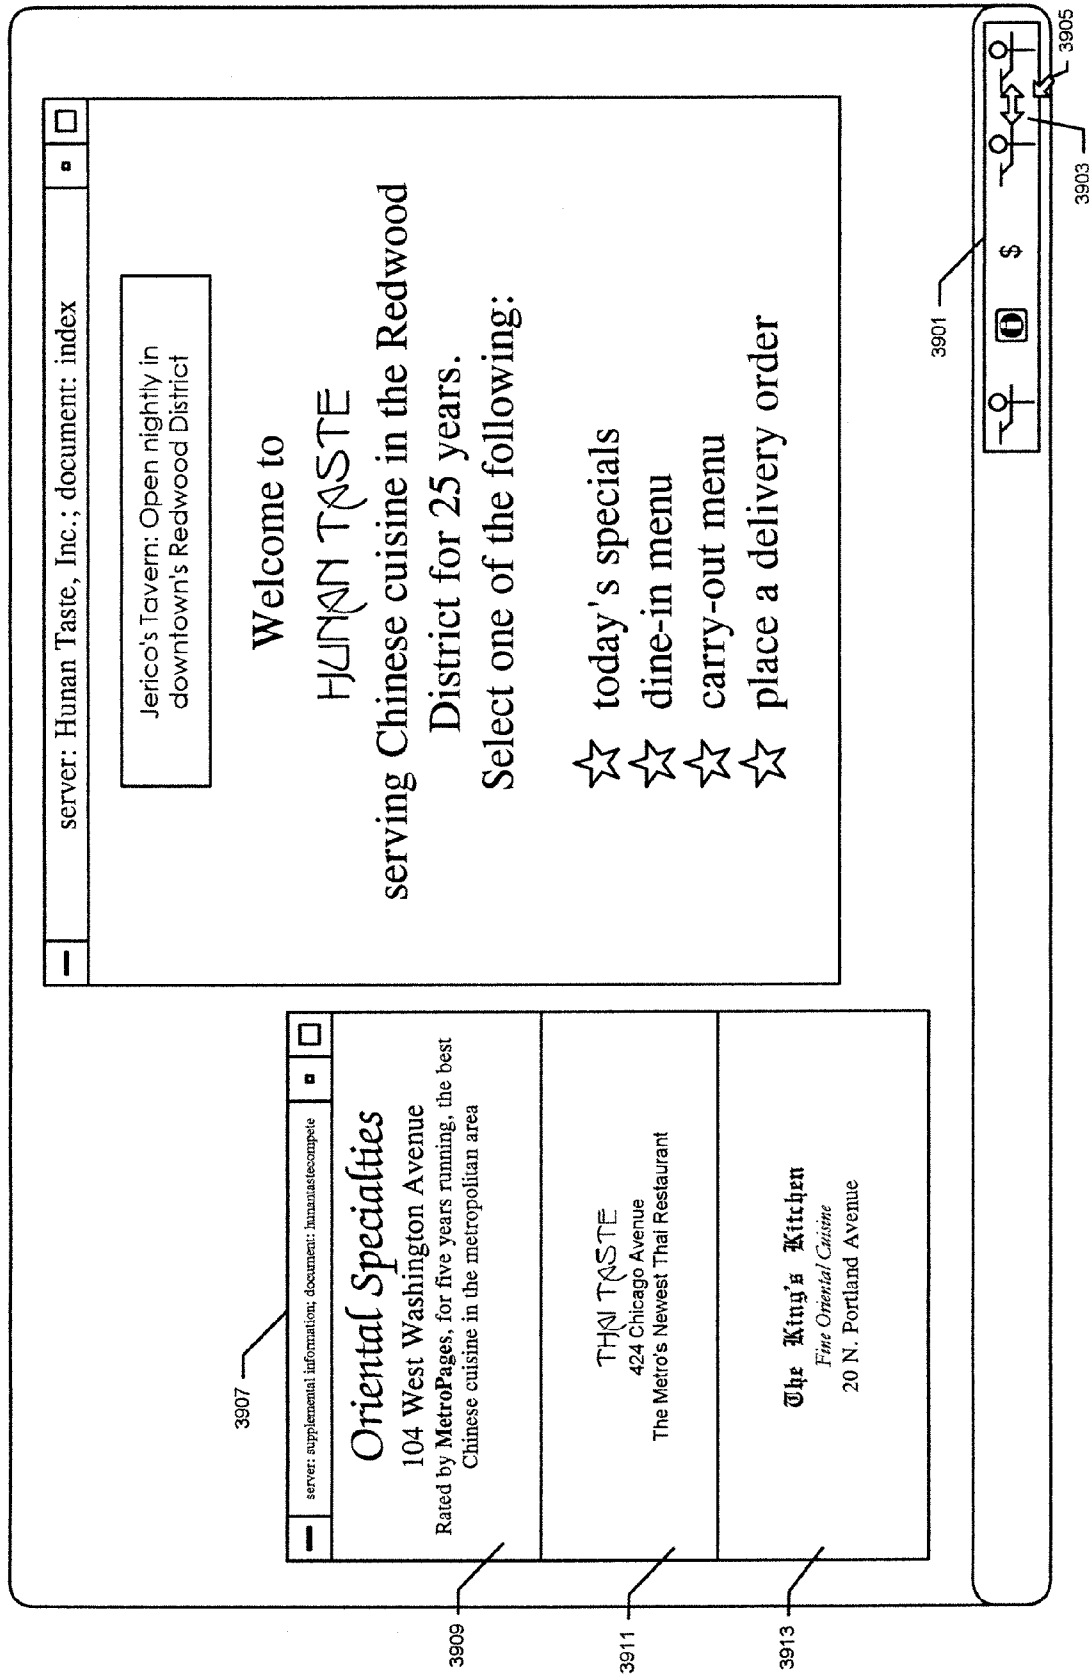 server: Hunan Taste, Inc.; document: index
Jerico's Tavern: Open nightly in
downtown's Redwood District
Welcome to
HUNAN TASTE
serving Chinese cuisine in the Redwood
District for 25 years.
Select one of the following:
☆ today's specials
☆ dine-in menu
☆ carry-out menu
☆ place a delivery order
3907
server: supplemental information; document: hunantastecompete
Oriental Specialties
104 West Washington Avenue
Rated by MetroPages, for five years running, the best
Chinese cuisine in the metropolitan area
3909
THAI TASTE
424 Chicago Avenue
The Metro's Newest Thai Restaurant
3911
The King's Kitchen
Fine Oriental Cuisine
20 N. Portland Avenue
3913
3901
i $
3903
3905